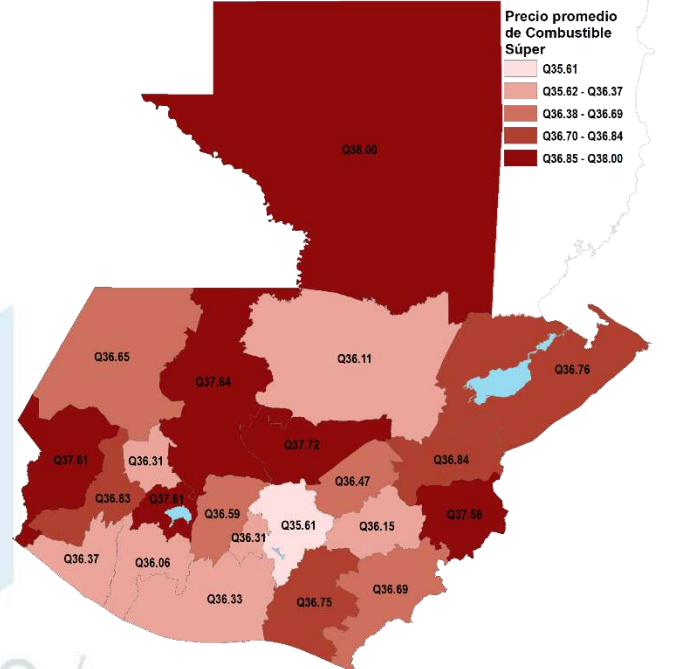 Precio promedio
de Combustible
Súper
Q35.61
Q35.62 - Q36.37
Q36.38 - Q36.69
Q36.70 - Q36.84
Q36.85 - Q38.00
Q38.00
Q36.65
Q37.64
Q36.11
Q36.76
Q37.61
Q36.31
Q37.72
Q36.84
Q36.83
Q37.61
Q36.59
Q36.47
Q37.58
Q36.31
Q35.61
Q36.15
Q36.37
Q36.06
Q36.33
Q36.75
Q36.69